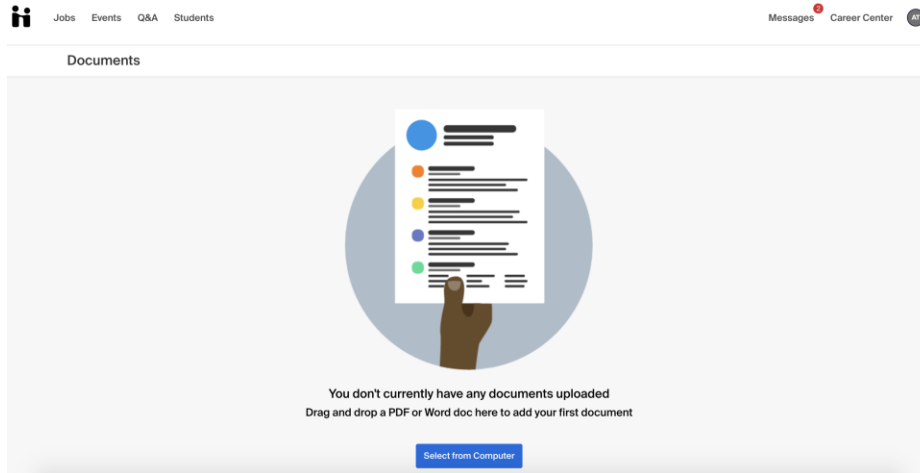 Jobs Events Q&A Students Messages 2 Career Center AT
Documents
You don't currently have any documents uploaded
Drag and drop a PDF or Word doc here to add your first document
Select from Computer